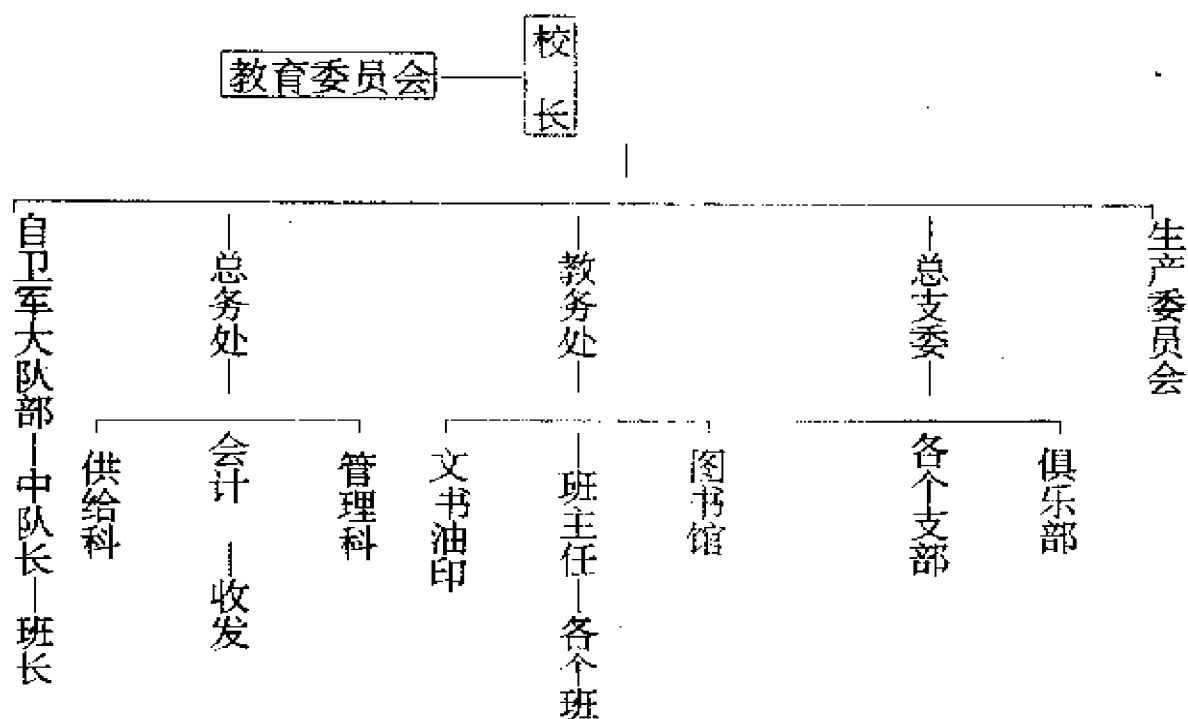 校长
教育委员会
自卫军大队部
中队长
班长
总务处
供给科
会计
收发
管理科
教务处
文书油印
班主任
各个班
图书馆
总支委
各个支部
俱乐部
生产委员会